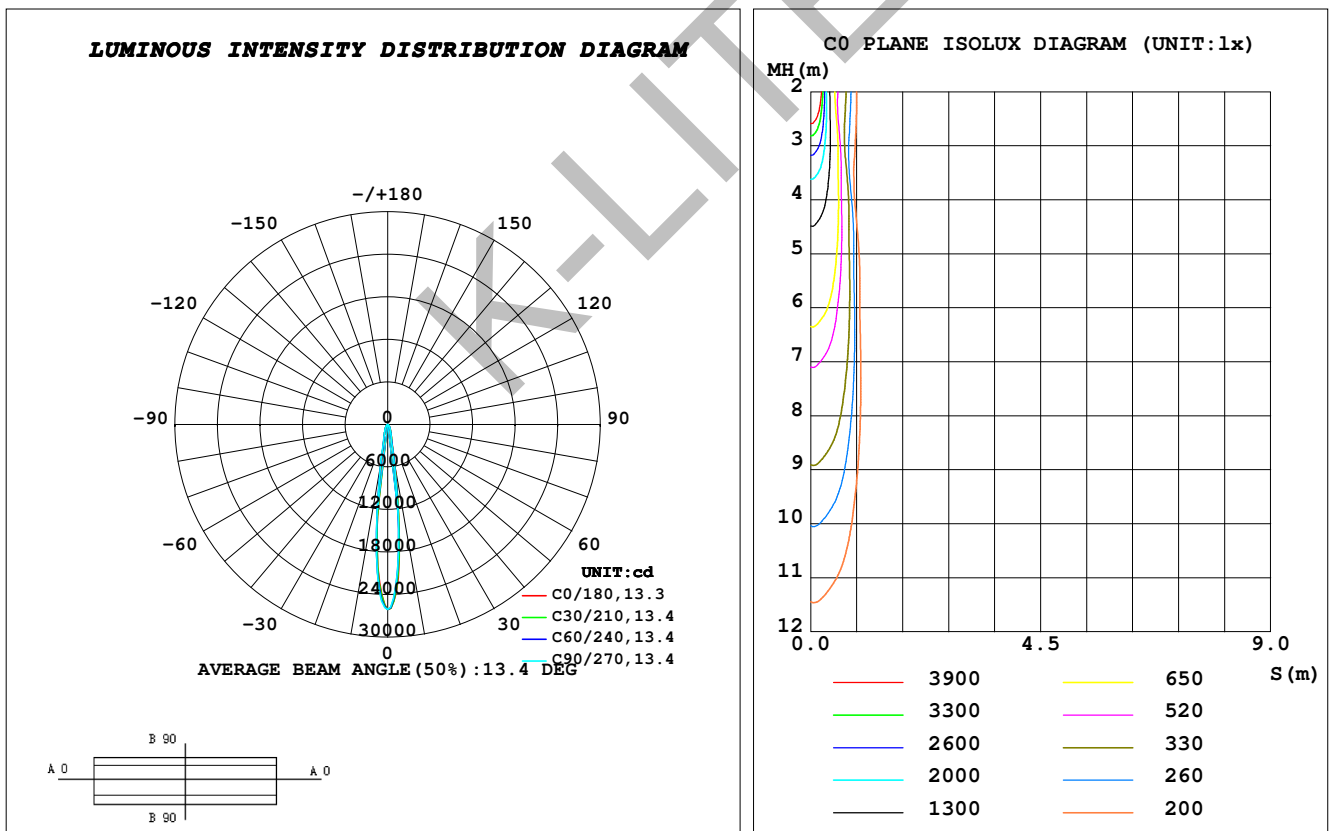 LUMINOUS INTENSITY DISTRIBUTION DIAGRAM
-/+180
-150
150
-120
120
-90
90
-60
60
-30
30
0
0
6000
12000
18000
24000
30000
UNIT:cd
C0/180,13.3
C30/210,13.4
C60/240,13.4
C90/270,13.4
AVERAGE BEAM ANGLE(50%):13.4 DEG
B 90
A 0
A 0
B 90
C0 PLANE ISOLUX DIAGRAM (UNIT:lx)
MH(m)
2
3
4
5
6
7
8
9
10
11
12
0.0
4.5
9.0
S(m)
3900
650
3300
520
2600
330
2000
260
1300
200
K-LITE